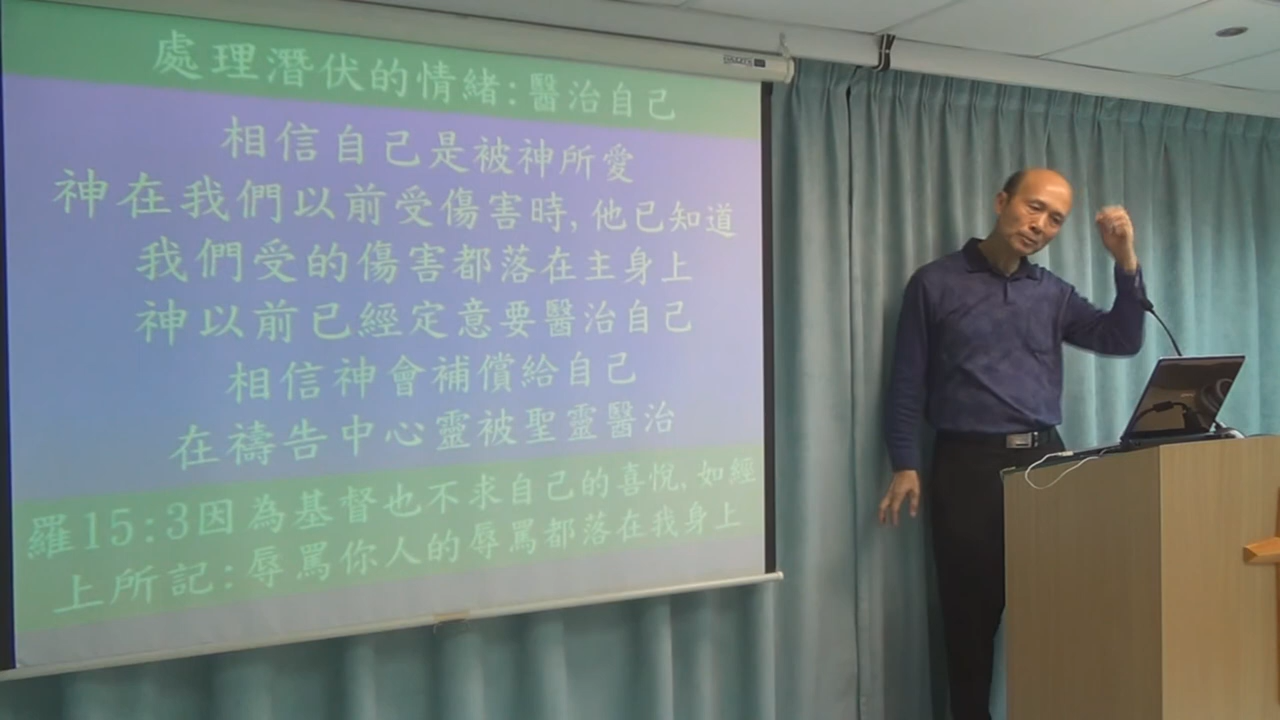 處理潛伏的情緒:醫治自己
相信自己是被神所愛
神在我們以前受傷害時,他已知道
我們受的傷害都落在主身上
神以前已經定意要醫治自己
相信神會補償給自己
在禱告中心靈被聖靈醫治
羅15:3因為基督也不求自己的喜悅,如經
上所記:辱罵你人的辱罵都落在我身上